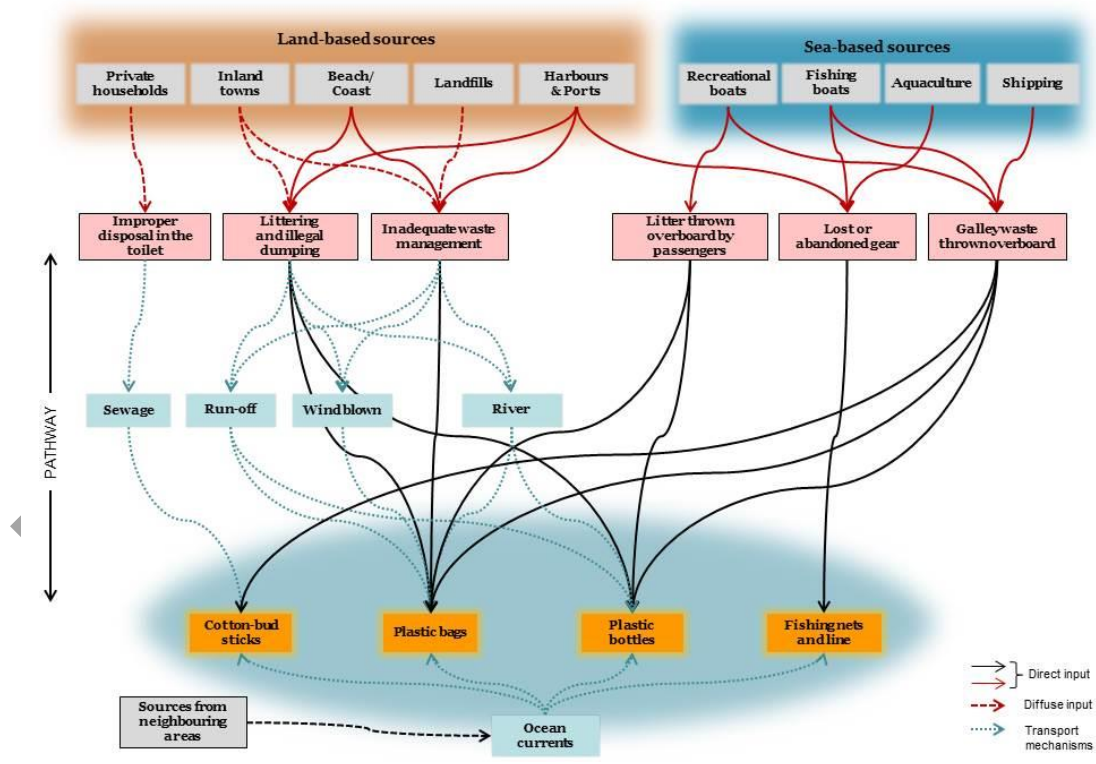 Land-based sources
Sea-based sources
Private
households
Inland
towns
Beach/
Coast
Landfills
Harbours
& Ports
Recreational
boats
Fishing
boats
Aquaculture
Shipping
Improper
disposal in the
toilet
Littering
and illegal
dumping
Inadequate waste
management
Litter thrown
overboard by
passengers
Lost or
abandoned gear
Galley waste
thrown overboard
PATHWAY
Sewage
Run-off
Wind blown
River
Cotton-bud
sticks
Plastic bags
Plastic
bottles
Fishing nets
and line
Sources from
neighbouring
areas
Ocean
currents
Direct input
Diffuse input
Transport
mechanisms